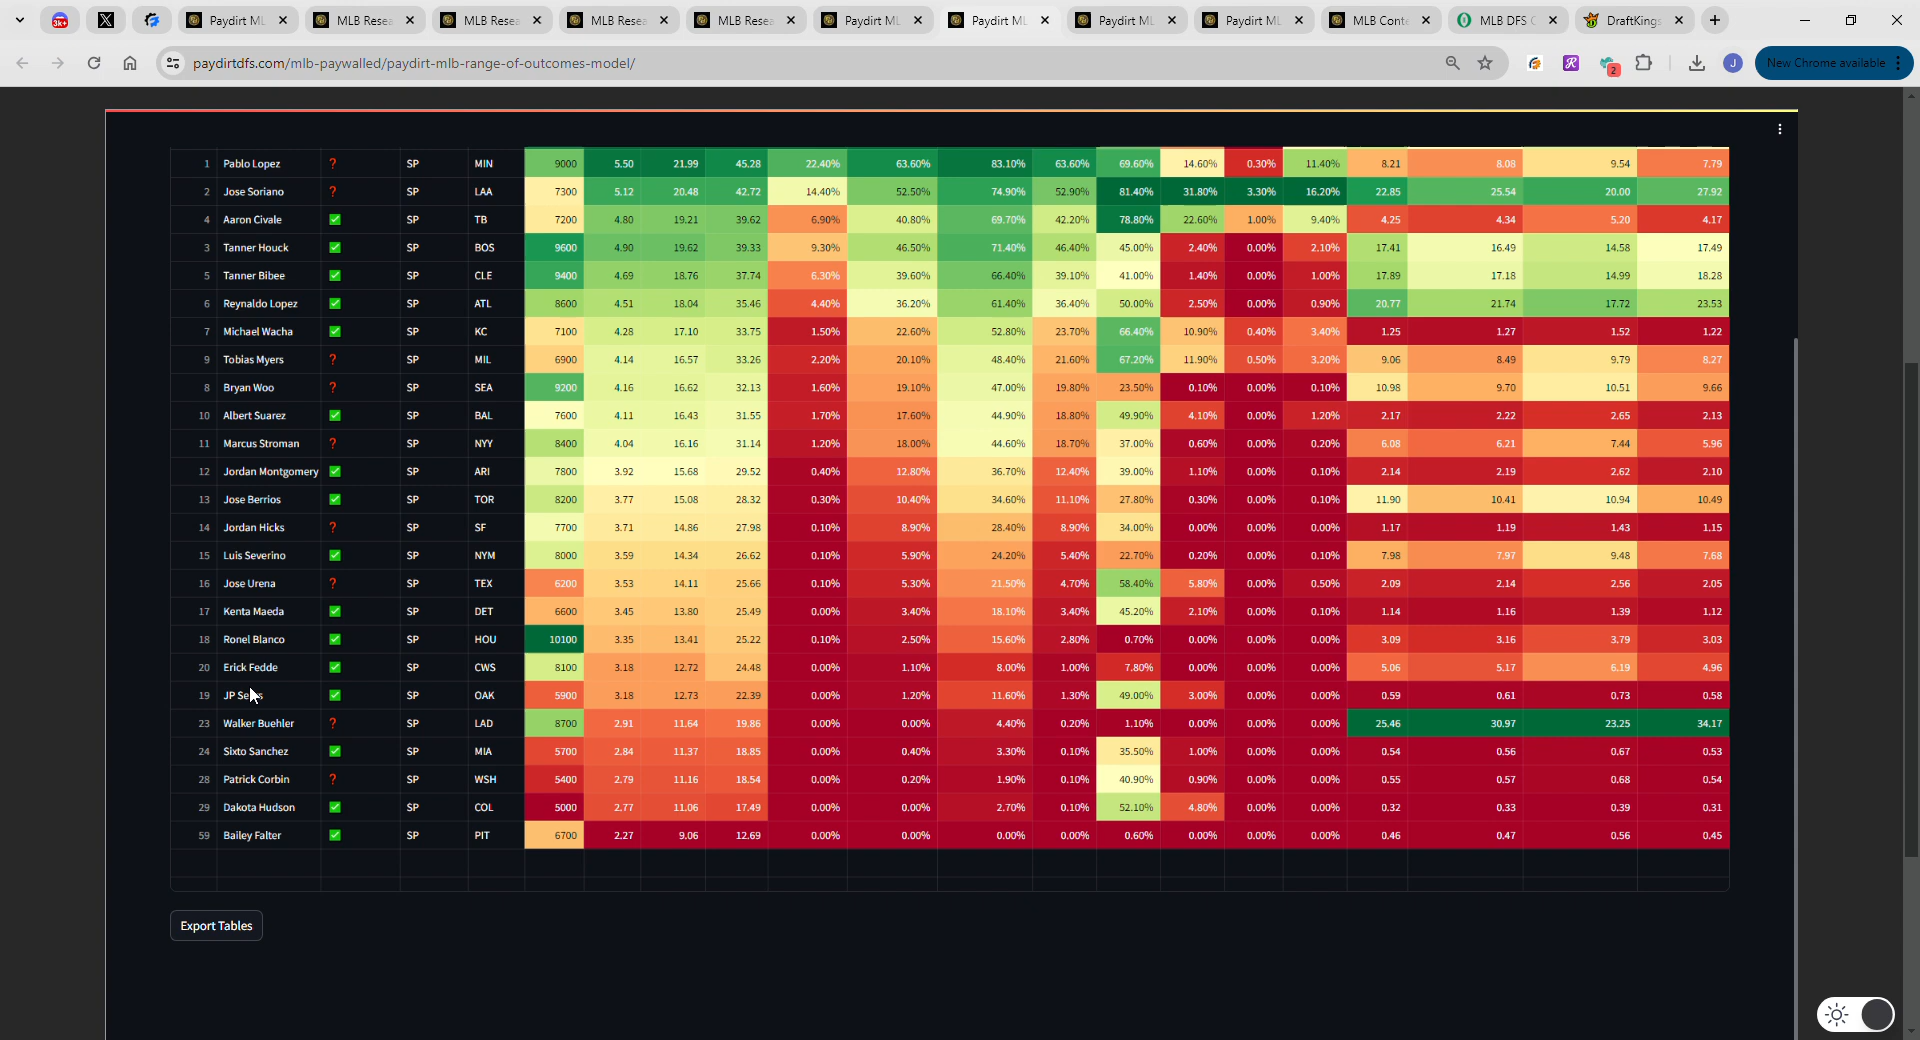 3k+ Paydirt ML MLB Resea MLB Resea MLB Resea MLB Resea Paydirt ML Paydirt ML Paydirt ML Paydirt ML MLB Conte MLB DFS DraftKings
paydirtdfs.com/mlb-paywalled/paydirt-mlb-range-of-outcomes-model/ 2 J New Chrome available
1 Pablo Lopez ? SP MIN 9000 5.50 21.99 45.28 22.40% 63.60% 83.10% 63.60% 69.60% 14.60% 0.30% 11.40% 8.21 8.08 9.54 7.79
2 Jose Soriano ? SP LAA 7300 5.12 20.48 42.72 14.40% 52.50% 74.90% 52.90% 81.40% 31.80% 3.30% 16.20% 22.85 25.54 20.00 27.92
4 Aaron Civale SP TB 7200 4.80 19.21 39.62 6.90% 40.80% 69.70% 42.20% 78.80% 22.60% 1.00% 9.40% 4.25 4.34 5.20 4.17
3 Tanner Houck SP BOS 9600 4.90 19.62 39.33 9.30% 46.50% 71.40% 46.40% 45.00% 2.40% 0.00% 2.10% 17.41 16.49 14.58 17.49
5 Tanner Bibee SP CLE 9400 4.69 18.76 37.74 6.30% 39.60% 66.40% 39.10% 41.00% 1.40% 0.00% 1.00% 17.89 17.18 14.99 18.28
6 Reynaldo Lopez SP ATL 8600 4.51 18.04 35.46 4.40% 36.20% 61.40% 36.40% 50.00% 2.50% 0.00% 0.90% 20.77 21.74 17.72 23.53
7 Michael Wacha SP KC 7100 4.28 17.10 33.75 1.50% 22.60% 52.80% 23.70% 66.40% 10.90% 0.40% 3.40% 1.25 1.27 1.52 1.22
9 Tobias Myers ? SP MIL 6900 4.14 16.57 33.26 2.20% 20.10% 48.40% 21.60% 67.20% 11.90% 0.50% 3.20% 9.06 8.49 9.79 8.27
8 Bryan Woo ? SP SEA 9200 4.16 16.62 32.13 1.60% 19.10% 47.00% 19.80% 23.50% 0.10% 0.00% 0.10% 10.98 9.70 10.51 9.66
10 Albert Suarez SP BAL 7600 4.11 16.43 31.55 1.70% 17.60% 44.90% 18.80% 49.90% 4.10% 0.00% 1.20% 2.17 2.22 2.65 2.13
11 Marcus Stroman ? SP NYY 8400 4.04 16.16 31.14 1.20% 18.00% 44.60% 18.70% 37.00% 0.60% 0.00% 0.20% 6.08 6.21 7.44 5.96
12 Jordan Montgomery SP ARI 7800 3.92 15.68 29.52 0.40% 12.80% 36.70% 12.40% 39.00% 1.10% 0.00% 0.10% 2.14 2.19 2.62 2.10
13 Jose Berrios SP TOR 8200 3.77 15.08 28.32 0.30% 10.40% 34.60% 11.10% 27.80% 0.30% 0.00% 0.10% 11.90 10.41 10.94 10.49
14 Jordan Hicks ? SP SF 7700 3.71 14.86 27.98 0.10% 8.90% 28.40% 8.90% 34.00% 0.00% 0.00% 0.00% 1.17 1.19 1.43 1.15
15 Luis Severino SP NYM 8000 3.59 14.34 26.62 0.10% 5.90% 24.20% 5.40% 22.70% 0.20% 0.00% 0.10% 7.98 7.97 9.48 7.68
16 Jose Urena ? SP TEX 6200 3.53 14.11 25.66 0.10% 5.30% 21.50% 4.70% 58.40% 5.80% 0.00% 0.50% 2.09 2.14 2.56 2.05
17 Kenta Maeda SP DET 6600 3.45 13.80 25.49 0.00% 3.40% 18.10% 3.40% 45.20% 2.10% 0.00% 0.10% 1.14 1.16 1.39 1.12
18 Ronel Blanco SP HOU 10100 3.35 13.41 25.22 0.10% 2.50% 15.60% 2.80% 0.70% 0.00% 0.00% 0.00% 3.09 3.16 3.79 3.03
20 Erick Fedde SP CWS 8100 3.18 12.72 24.48 0.00% 1.10% 8.00% 1.00% 7.80% 0.00% 0.00% 0.00% 5.06 5.17 6.19 4.96
19 JP SP OAK 5900 3.18 12.73 22.39 0.00% 1.20% 11.60% 1.30% 49.00% 3.00% 0.00% 0.00% 0.59 0.61 0.73 0.58
23 Walker Buehler ? SP LAD 8700 2.91 11.64 19.86 0.00% 0.00% 4.40% 0.20% 1.10% 0.00% 0.00% 0.00% 25.46 30.97 23.25 34.17
24 Sixto Sanchez SP MIA 5700 2.84 11.37 18.85 0.00% 0.40% 3.30% 0.10% 35.50% 1.00% 0.00% 0.00% 0.54 0.56 0.67 0.53
28 Patrick Corbin ? SP WSH 5400 2.79 11.16 18.54 0.00% 0.20% 1.90% 0.10% 40.90% 0.90% 0.00% 0.00% 0.55 0.57 0.68 0.54
29 Dakota Hudson SP COL 5000 2.77 11.06 17.49 0.00% 0.00% 2.70% 0.10% 52.10% 4.80% 0.00% 0.00% 0.32 0.33 0.39 0.31
59 Bailey Falter SP PIT 6700 2.27 9.06 12.69 0.00% 0.00% 0.00% 0.00% 0.60% 0.00% 0.00% 0.00% 0.46 0.47 0.56 0.45
Export Tables